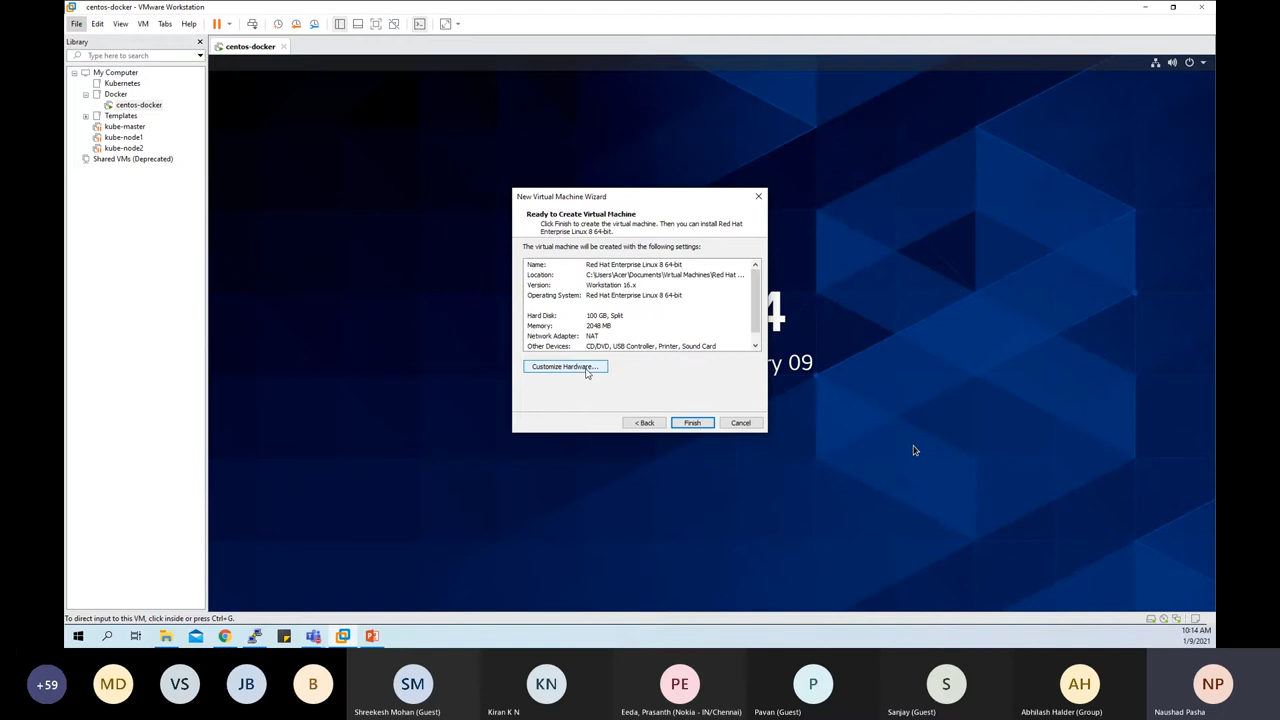 centos-docker - VMware Workstation
File Edit View VM Tabs Help
Library
Type here to search
centos-docker
My Computer
Kubernetes
Docker
centos-docker
Templates
kube-master
kube-node1
kube-node2
Shared VMs (Deprecated)
New Virtual Machine Wizard
Ready to Create Virtual Machine
Click Finish to create the virtual machine. Then you can install Red Hat
Enterprise Linux 8 64-bit.
The virtual machine will be created with the following settings:
Name: Red Hat Enterprise Linux 8 64-bit
Location: C:\Users\Acer\Documents\Virtual Machines\Red Hat ...
Version: Workstation 16.x
Operating System: Red Hat Enterprise Linux 8 64-bit
Hard Disk: 100 GB, Split
Memory: 2048 MB
Network Adapter: NAT
Other Devices: CD/DVD, USB Controller, Printer, Sound Card
Customize Hardware...
< Back Finish Cancel
4
ry 09
To direct input to this VM, click inside or press Ctrl+G.
10:14 AM
1/9/2021
+59 MD VS JB B SM KN PE P S AH NP
Shreekesh Mohan (Guest) Kiran K N Eeda, Prasanth (Nokia - IN/Chennai) Pavan (Guest) Sanjay (Guest) Abhilash Halder (Group) Naushad Pasha